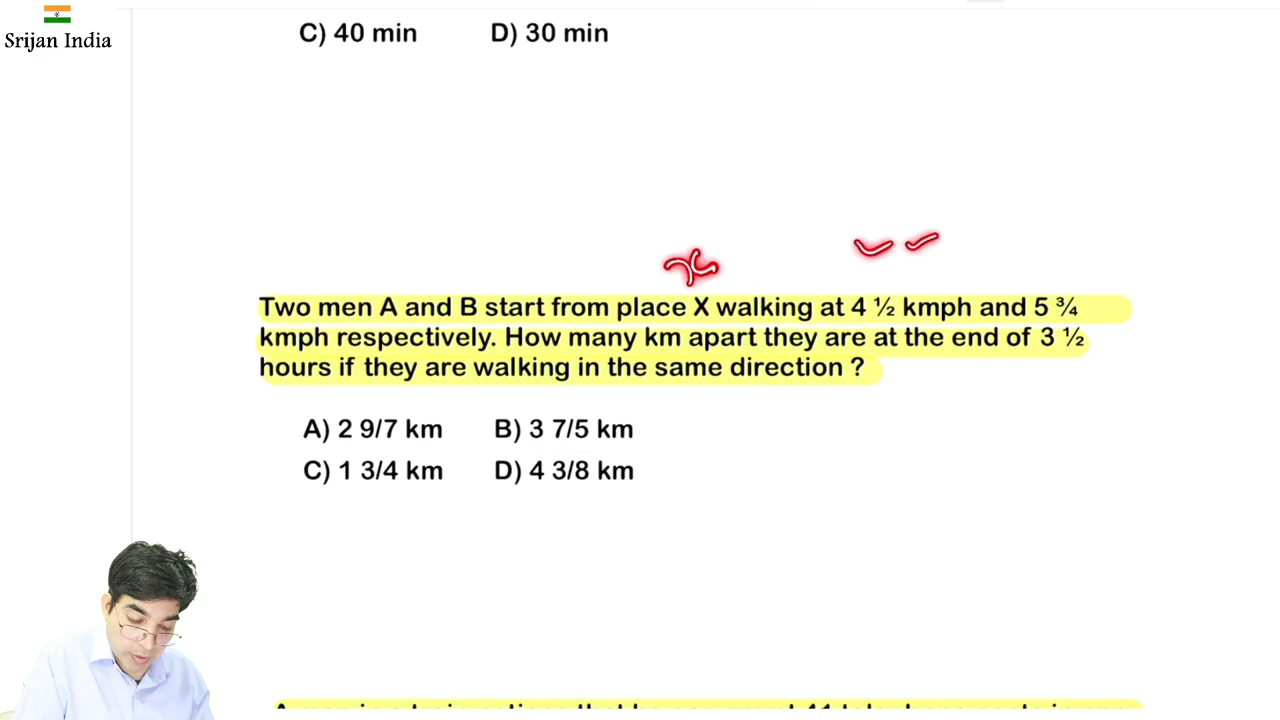 Srijan India
C) 40 min D) 30 min
x
Two men A and B start from place X walking at 4 ½ kmph and 5 ¾
kmph respectively. How many km apart they are at the end of 3 ½
hours if they are walking in the same direction ?
A) 2 9/7 km B) 3 7/5 km
C) 1 3/4 km D) 4 3/8 km